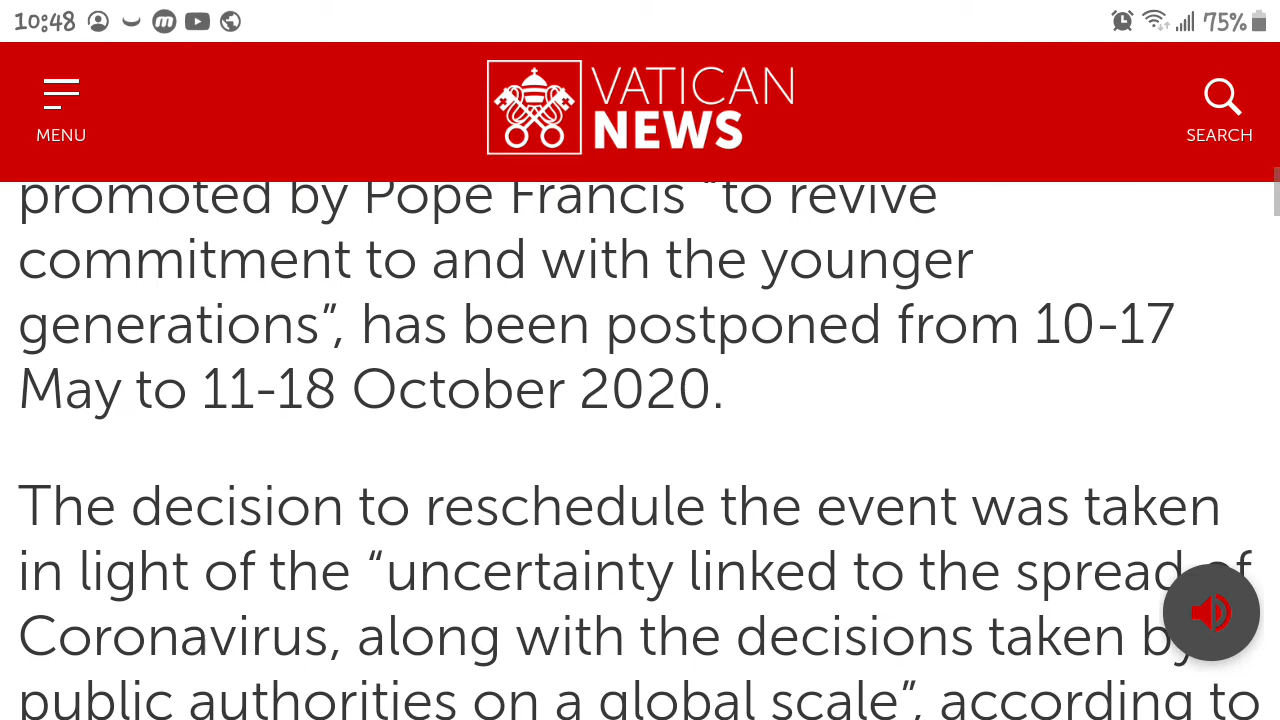 10:48
75%
MENU
VATICAN
NEWS
SEARCH
promoted by Pope Francis “to revive
commitment to and with the younger
generations”, has been postponed from 10-17
May to 11-18 October 2020.
The decision to reschedule the event was taken
in light of the “uncertainty linked to the spread of
Coronavirus, along with the decisions taken by
public authorities on a global scale”, according to